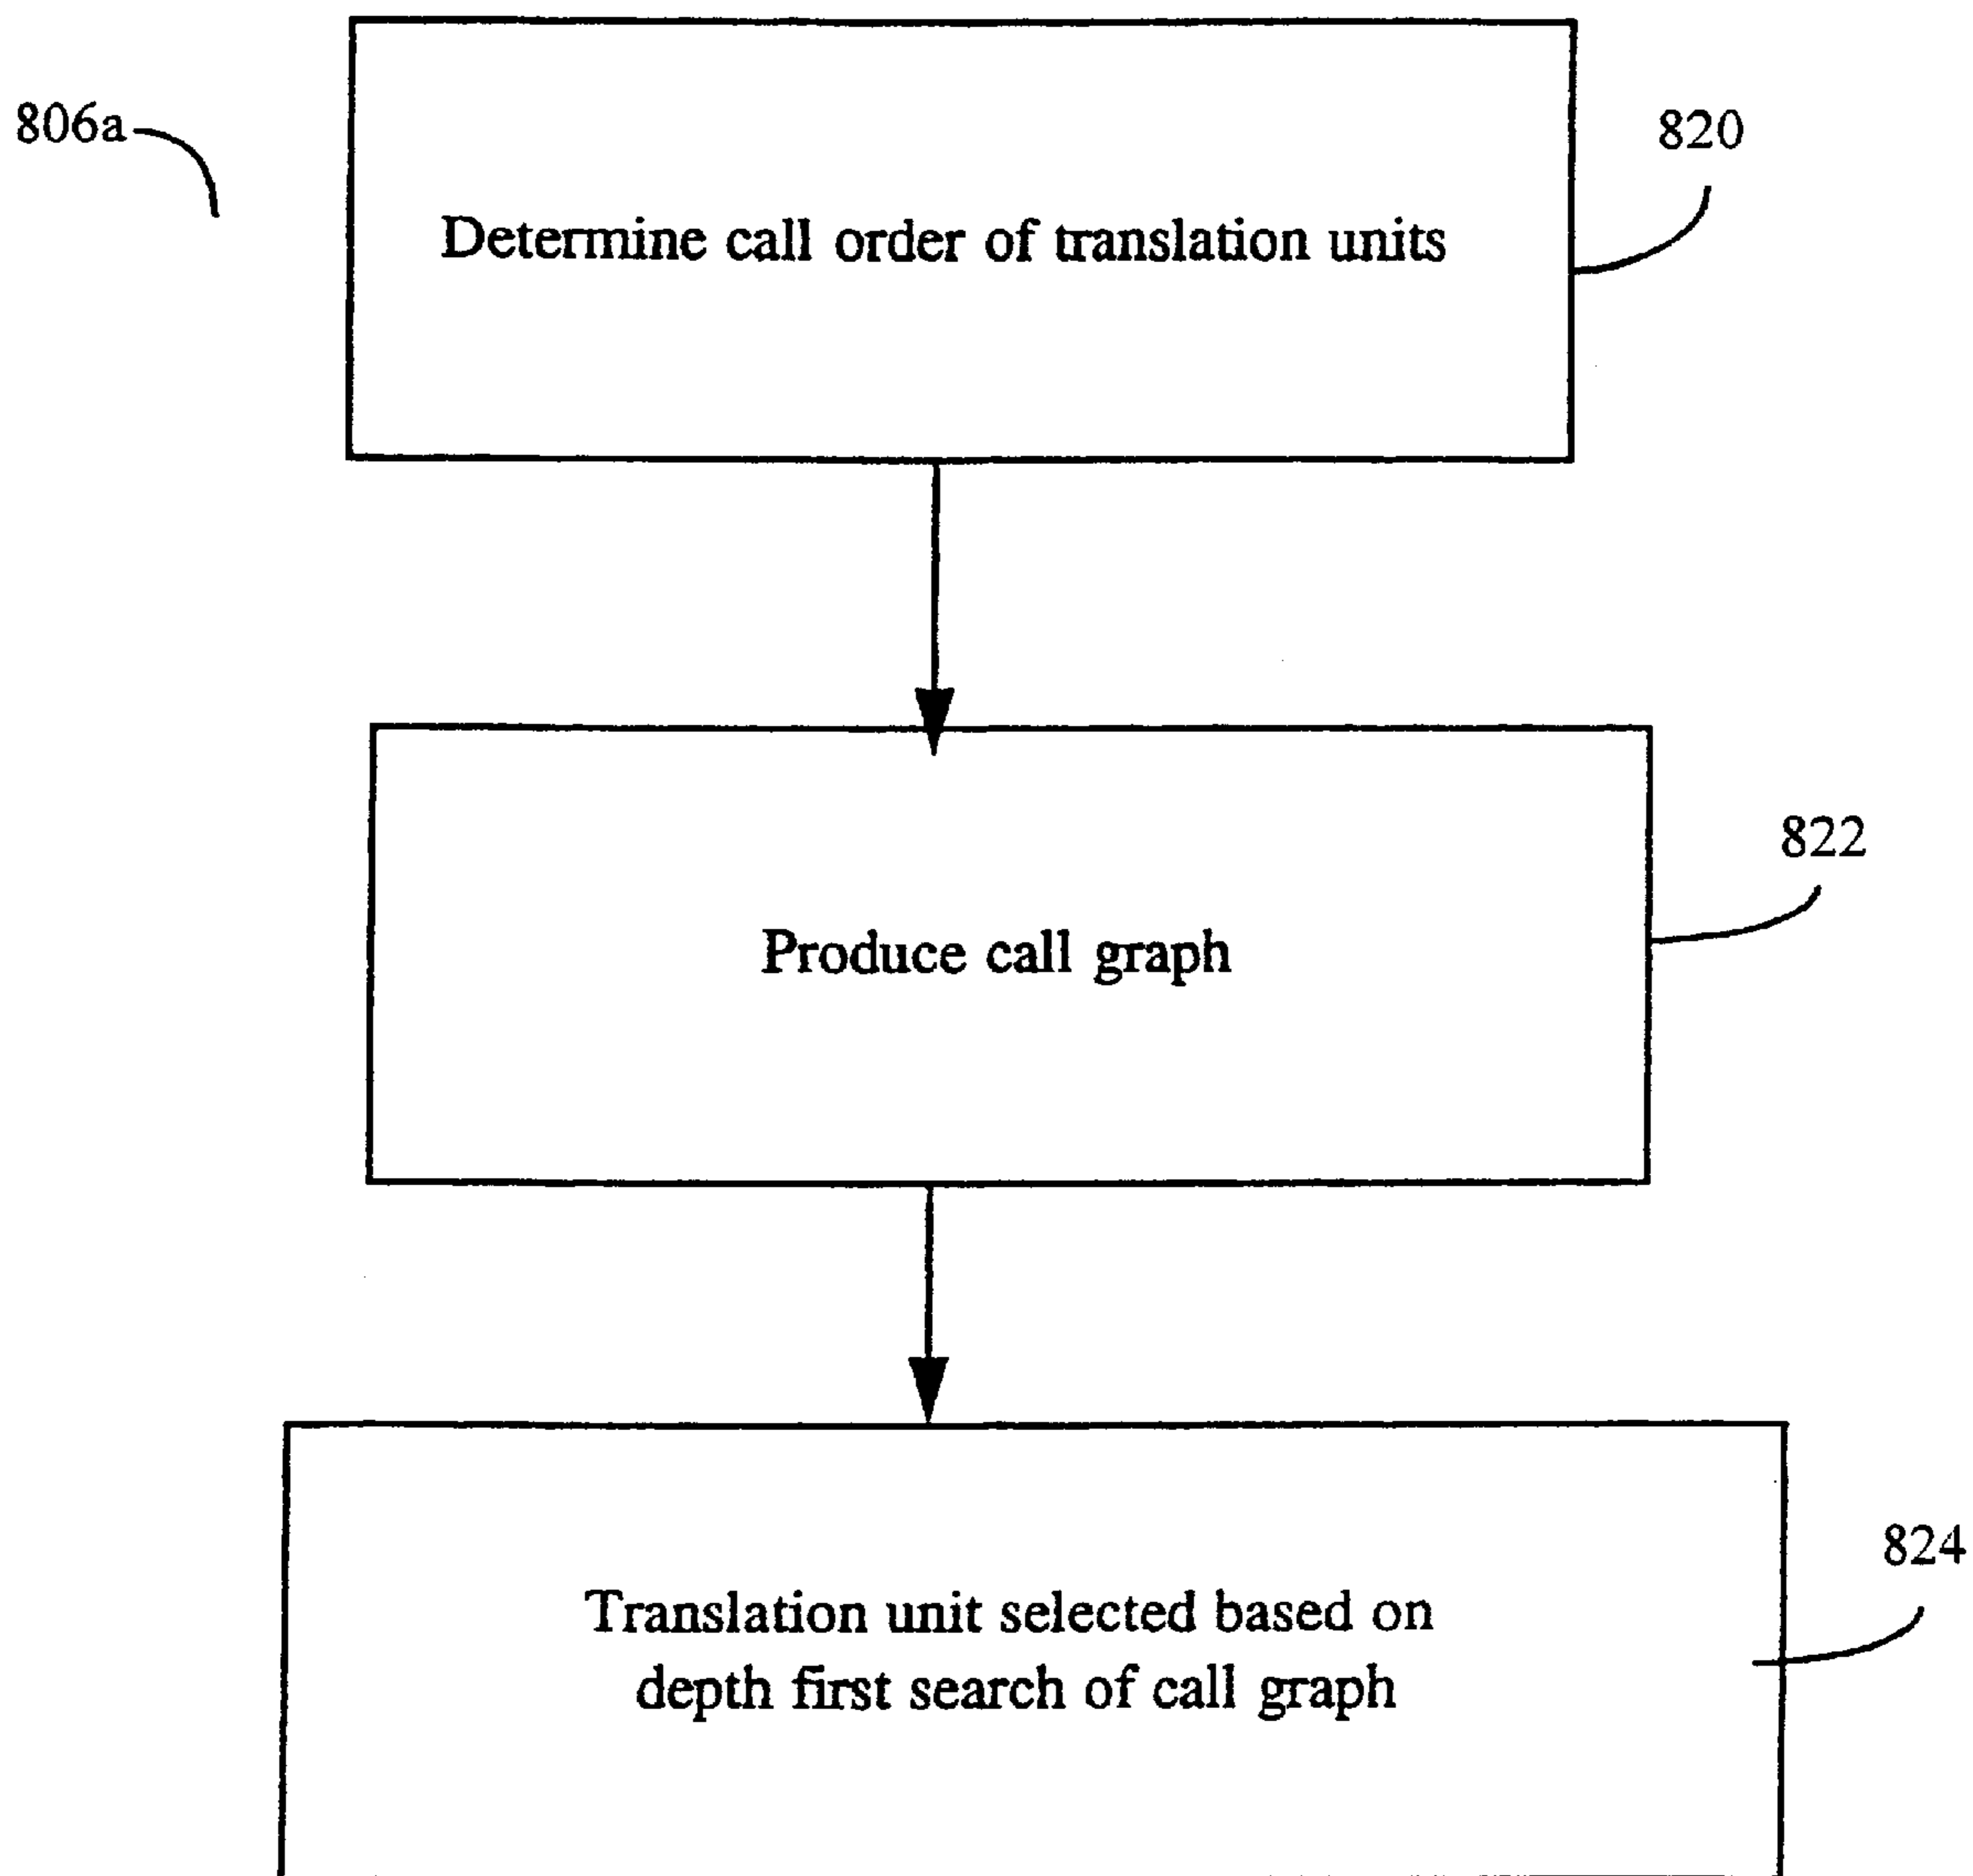 806a
820
Determine call order of translation units
822
Produce call graph
824
Translation unit selected based on
depth first search of call graph